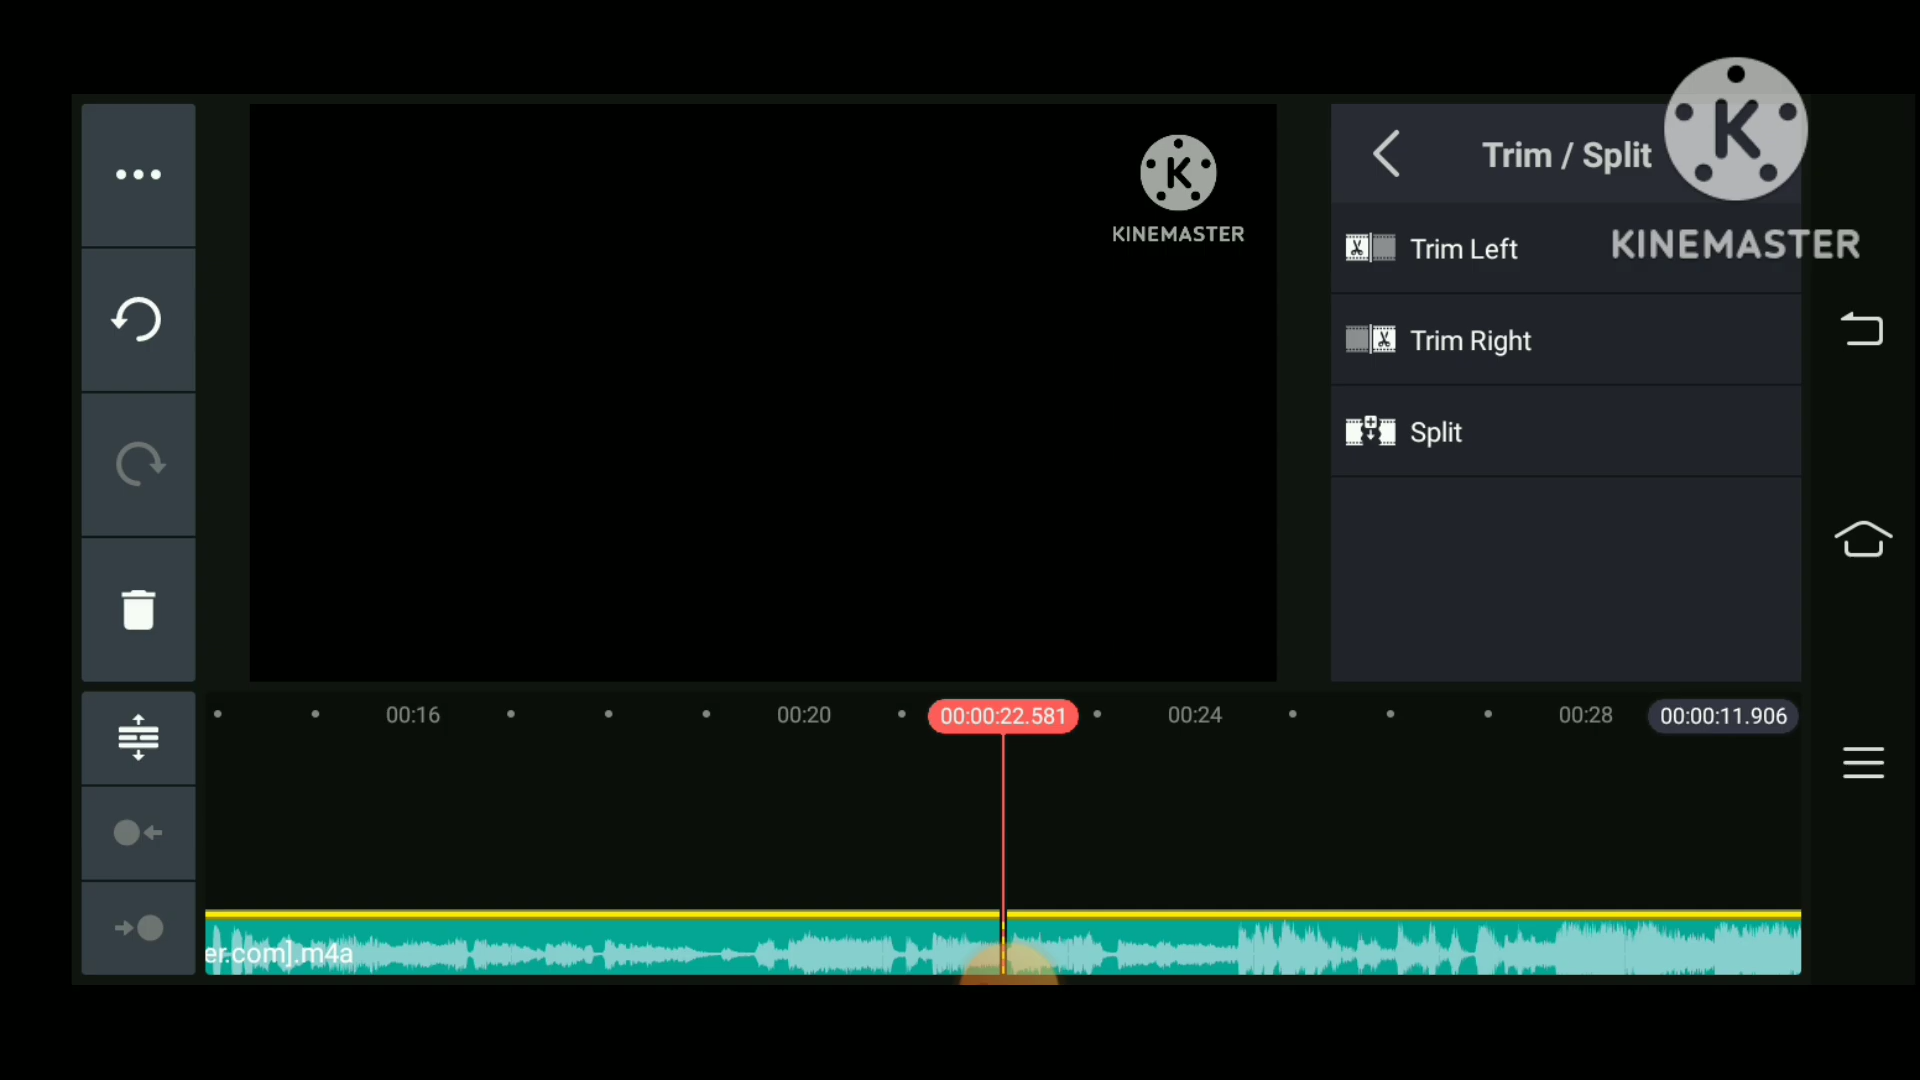 Trim / Split
K
KINEMASTER
K
KINEMASTER
Trim Left
Trim Right
Split
00:16
00:20
00:00:22.581
00:24
00:28
00:00:11.906
er.com].m4a